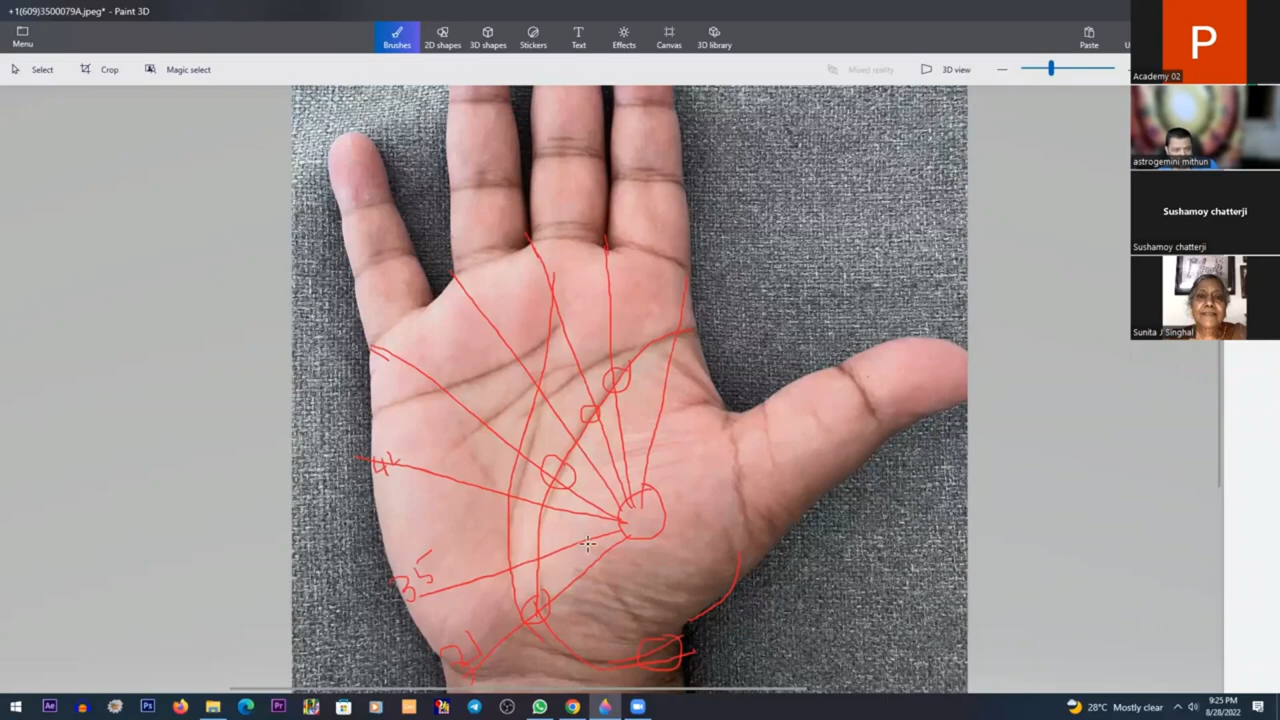 +1(609)3500079A.jpeg* - Paint 3D
Menu
Brushes
2D shapes
3D shapes
Stickers
Text
Effects
Canvas
3D library
Paste
Select
Crop
Magic select
Mixed reality
3D view
P
Academy 02
astrogemini mithun
Sushamoy chatterji
Sushamoy chatterji
Sunita J Singhal
35
21
28°C Mostly clear
9:25 PM
8/28/2022